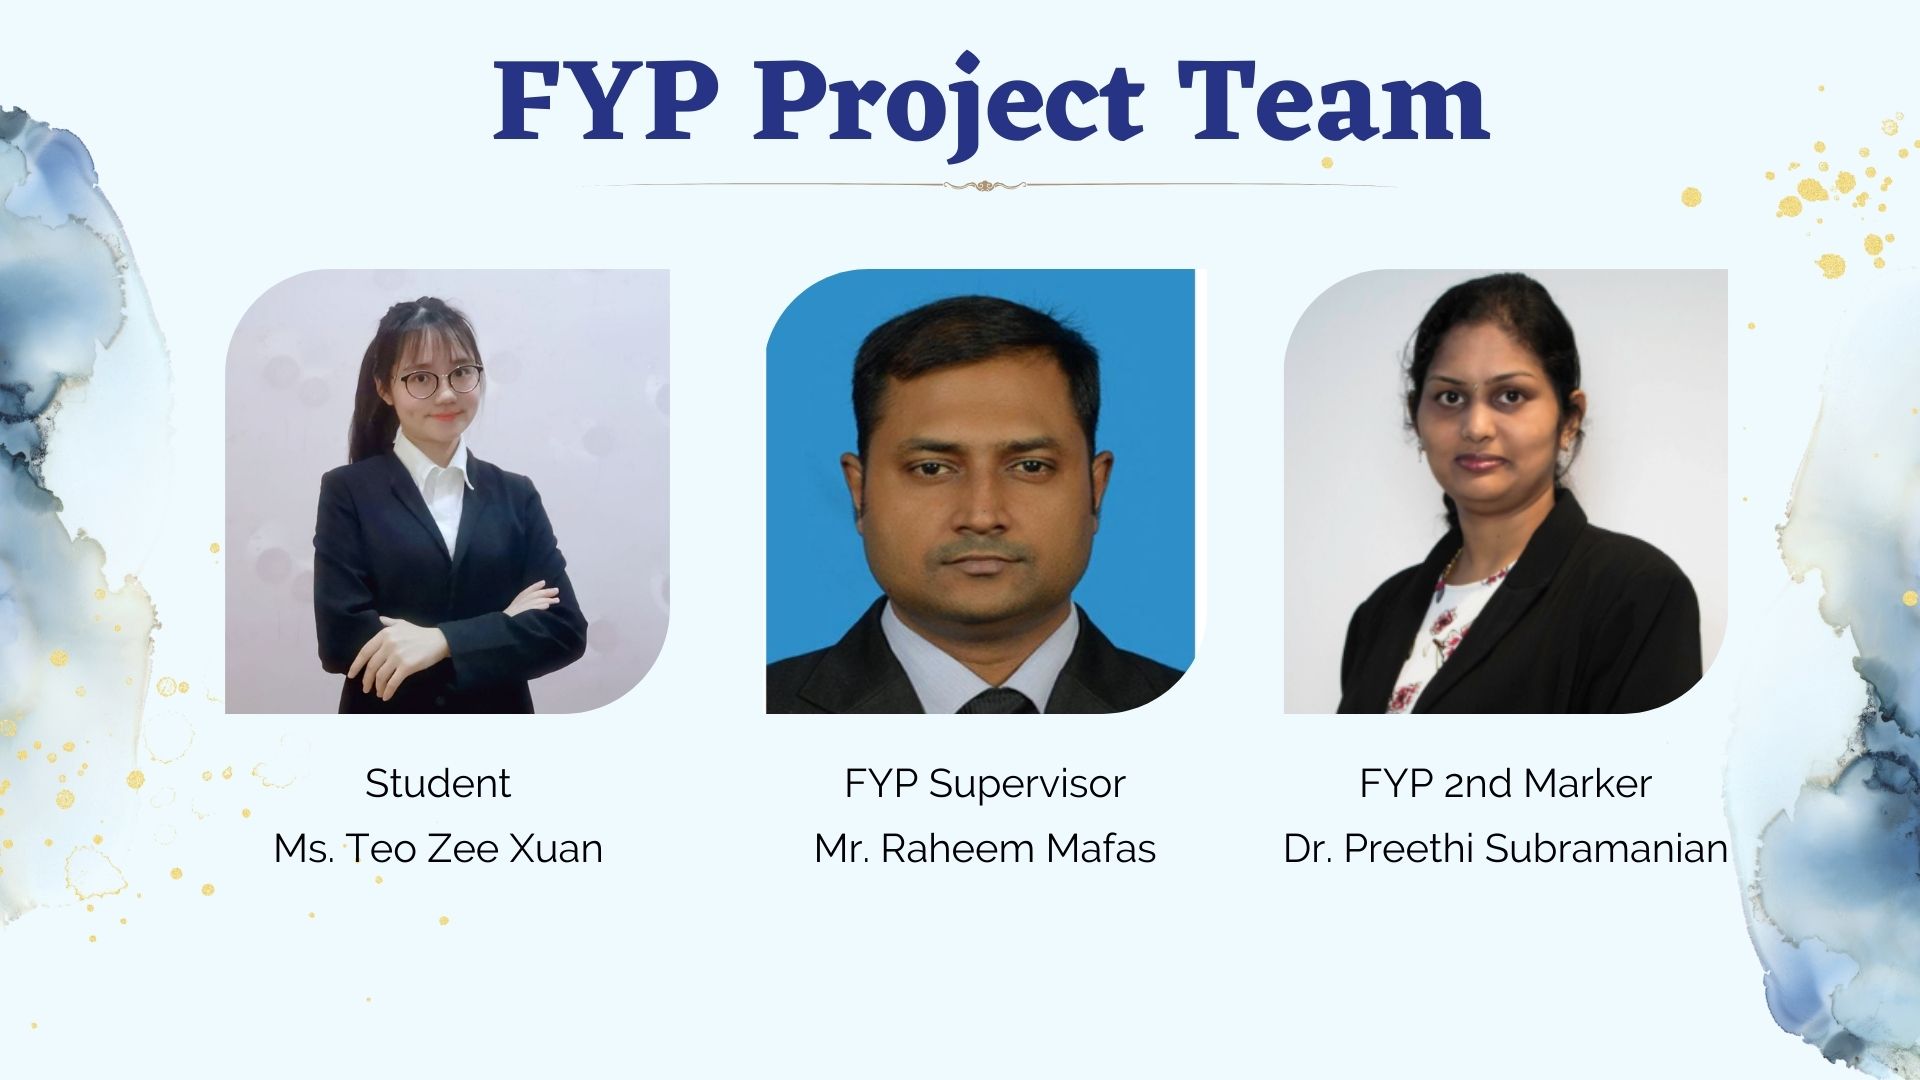 FYP Project Team
Student
Ms. Teo Zee Xuan
FYP Supervisor
Mr. Raheem Mafas
FYP 2nd Marker
Dr. Preethi Subramanian